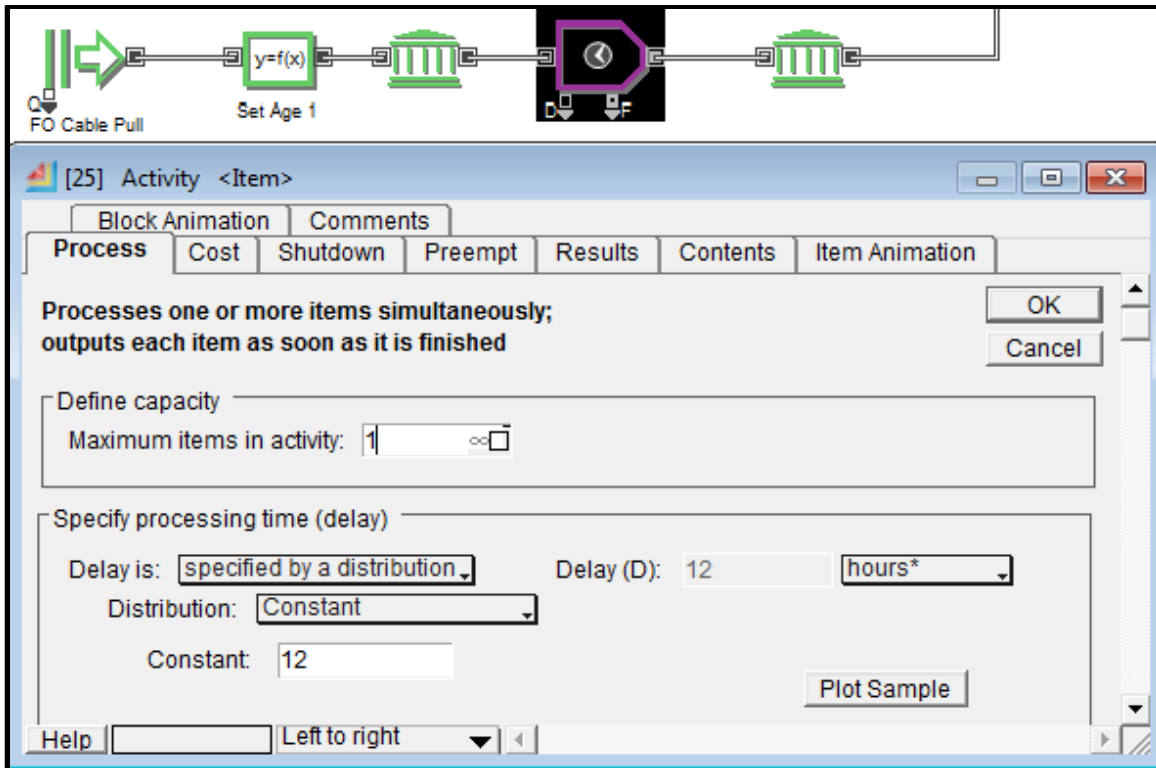 y=f(x)
Q
FO Cable Pull
Set Age 1
D
F
[25] Activity <Item>
Block Animation Comments
Process Cost Shutdown Preempt Results Contents Item Animation
Processes one or more items simultaneously;
outputs each item as soon as it is finished
OK
Cancel
Define capacity
Maximum items in activity: 1 ∞
Specify processing time (delay)
Delay is: specified by a distribution Delay (D): 12 hours*
Distribution: Constant
Constant: 12
Plot Sample
Help Left to right